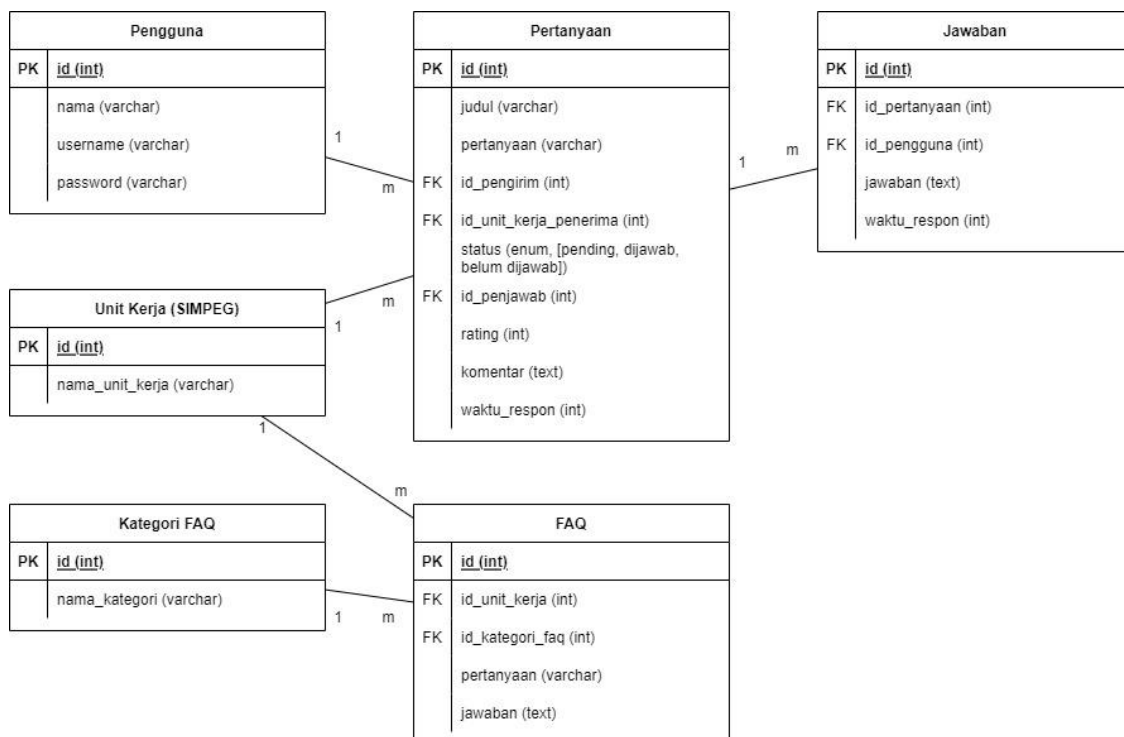 Pengguna
PK id (int)
nama (varchar)
username (varchar)
password (varchar)
1
m
Pertanyaan
PK id (int)
judul (varchar)
pertanyaan (varchar)
FK id_pengirim (int)
FK id_unit_kerja_penerima (int)
status (enum, [pending, dijawab,
belum dijawab])
FK id_penjawab (int)
rating (int)
komentar (text)
waktu_respon (int)
1
m
Jawaban
PK id (int)
FK id_pertanyaan (int)
FK id_pengguna (int)
jawaban (text)
waktu_respon (int)
Unit Kerja (SIMPEG)
PK id (int)
nama_unit_kerja (varchar)
m
1
1
m
Kategori FAQ
PK id (int)
nama_kategori (varchar)
1
m
FAQ
PK id (int)
FK id_unit_kerja (int)
FK id_kategori_faq (int)
pertanyaan (varchar)
jawaban (text)